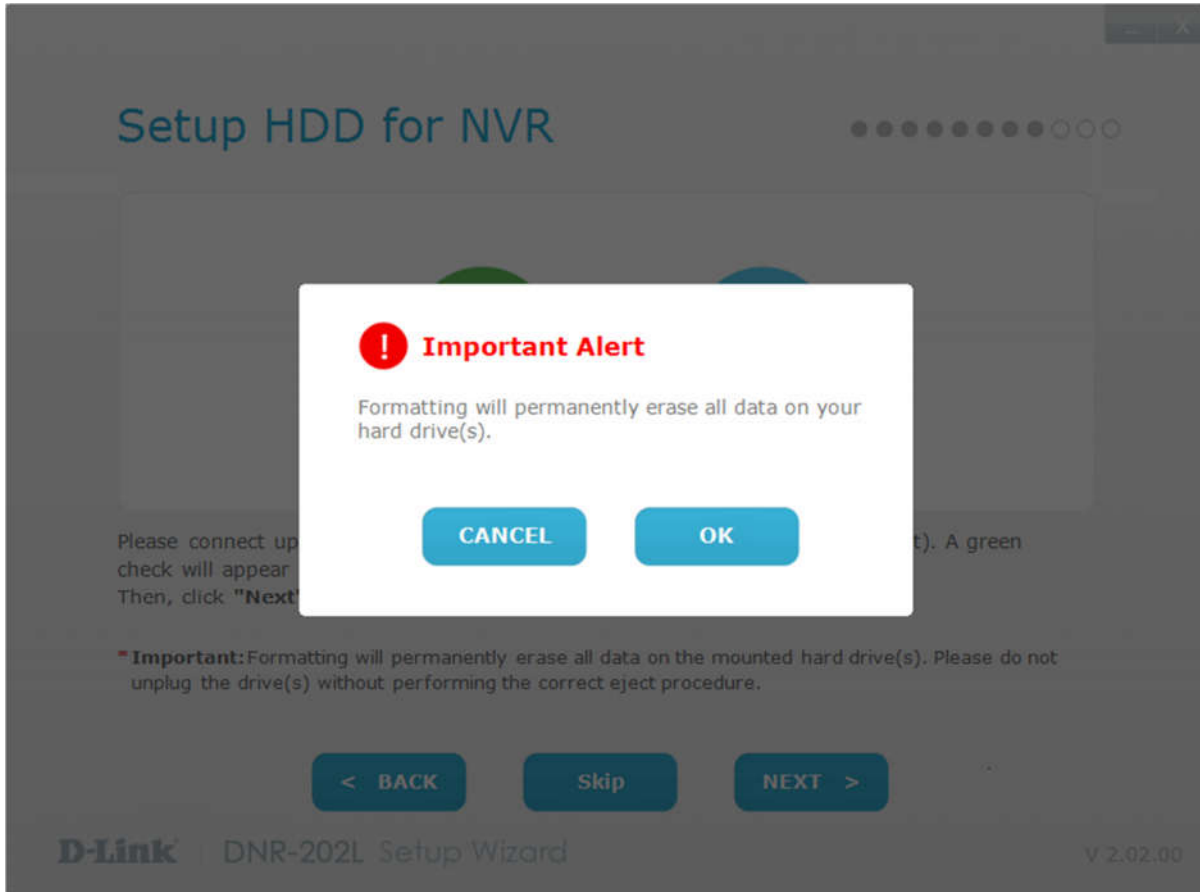 Setup HDD for NVR
Important Alert
Formatting will permanently erase all data on your
hard drive(s).
CANCEL
OK
Please connect up
t). A green
check will appear
Then, click "Next"
*Important:Formatting will permanently erase all data on the mounted hard drive(s). Please do not
unplug the drive(s) without performing the correct eject procedure.
< BACK
Skip
NEXT >
D-Link
DNR-202L Setup Wizard
V 2.02.00